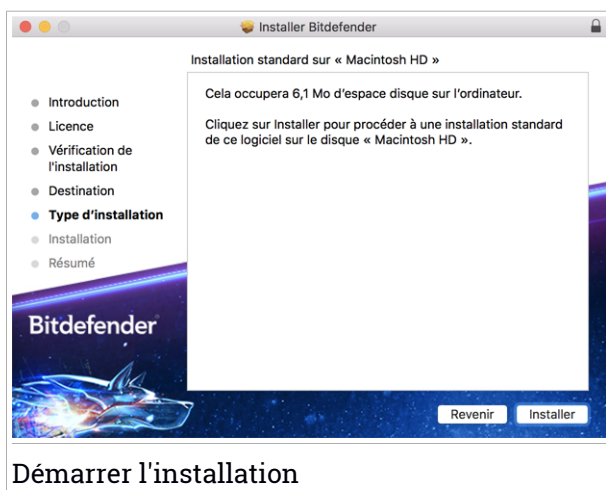 Installer Bitdefender
Installation standard sur « Macintosh HD »
Introduction
Licence
Vérification de
l'installation
Destination
Type d’installation
Installation
Résumé
Cela occupera 6,1 Mo d’espace disque sur l’ordinateur.
Cliquez sur Installer pour procéder à une installation standard
de ce logiciel sur le disque « Macintosh HD ».
Bitdefender
Revenir
Installer
Démarrer l'installation